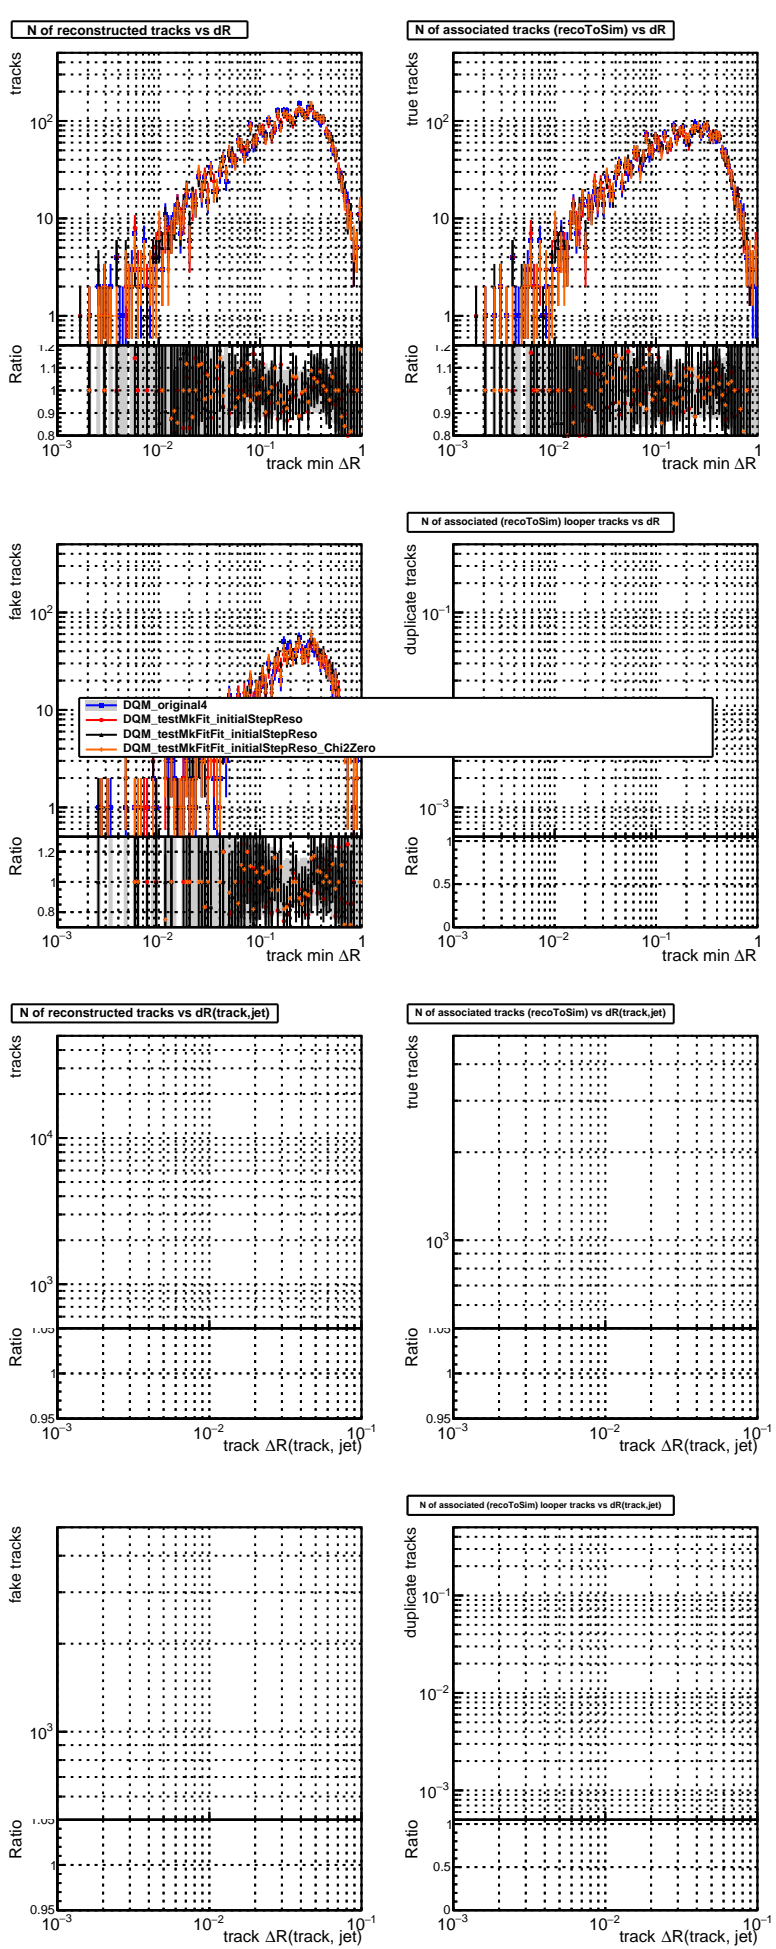 N of reconstructed tracks vs dR
tracks
10²
10
1
Ratio
1.2
1.1
1
0.9
0.8
10⁻³
10⁻²
10⁻¹
1
track min ΔR
N of associated tracks (recoToSim) vs dR
true tracks
10²
10
1
Ratio
1.2
1.1
1
0.9
0.8
10⁻³
10⁻²
10⁻¹
1
track min ΔR
fake tracks
10²
10
1
Ratio
1.2
1
0.8
10⁻³
10⁻²
10⁻¹
1
track min ΔR
N of associated (recoToSim) looper tracks vs dR
duplicate tracks
10⁻¹
10⁻³
Ratio
1
0.5
0
10⁻³
10⁻²
10⁻¹
1
track min ΔR
DQM_original4
DQM_testMkFit_initialStepReso
DQM_testMkFitFit_initialStepReso
DQM_testMkFitFit_initialStepReso_Chi2Zero
N of reconstructed tracks vs dR(track,jet)
tracks
10⁴
10³
Ratio
1.05
1
0.95
10⁻³
10⁻²
10⁻¹
track ΔR(track, jet)
N of associated tracks (recoToSim) vs dR(track,jet)
true tracks
10³
Ratio
1.05
1
0.95
10⁻³
10⁻²
10⁻¹
track ΔR(track, jet)
fake tracks
10³
Ratio
1.05
1
0.95
10⁻³
10⁻²
10⁻¹
track ΔR(track, jet)
N of associated (recoToSim) looper tracks vs dR(track,jet)
duplicate tracks
10⁻¹
10⁻²
10⁻³
Ratio
1
0.5
0
10⁻³
10⁻²
10⁻¹
track ΔR(track, jet)